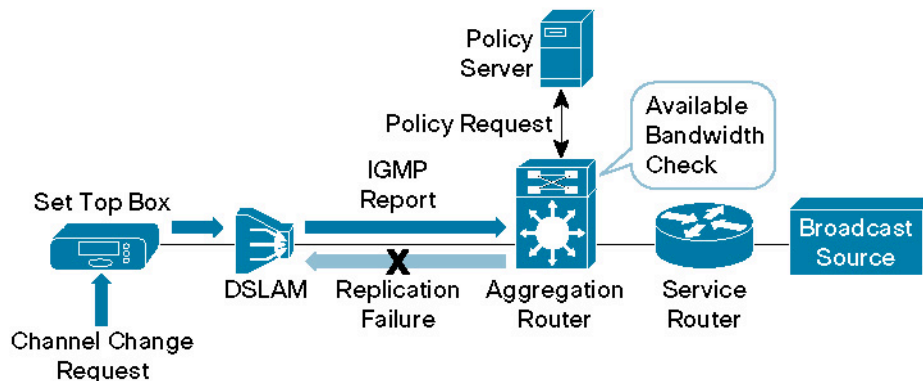 Policy
Server
Policy Request
Available
Bandwidth
Check
IGMP
Report
Set Top Box
Broadcast
Source
DSLAM
Replication
Failure
Aggregation
Router
Service
Router
Channel Change
Request